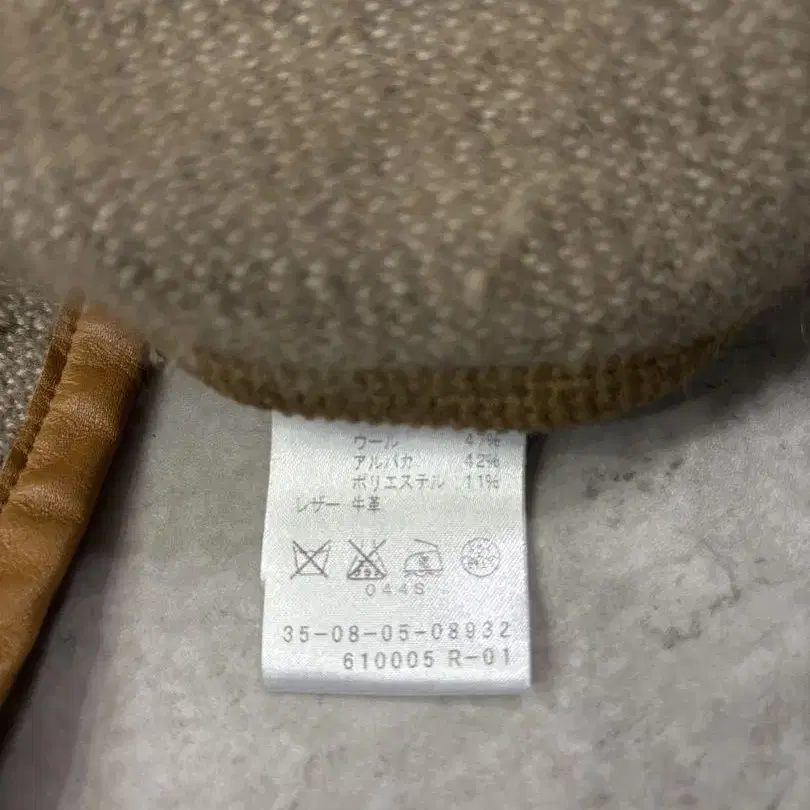 ウール 47%
アルパカ 42%
ポリエステル 11%
レザー 牛革
044S
35-08-05-08932
610005 R-01